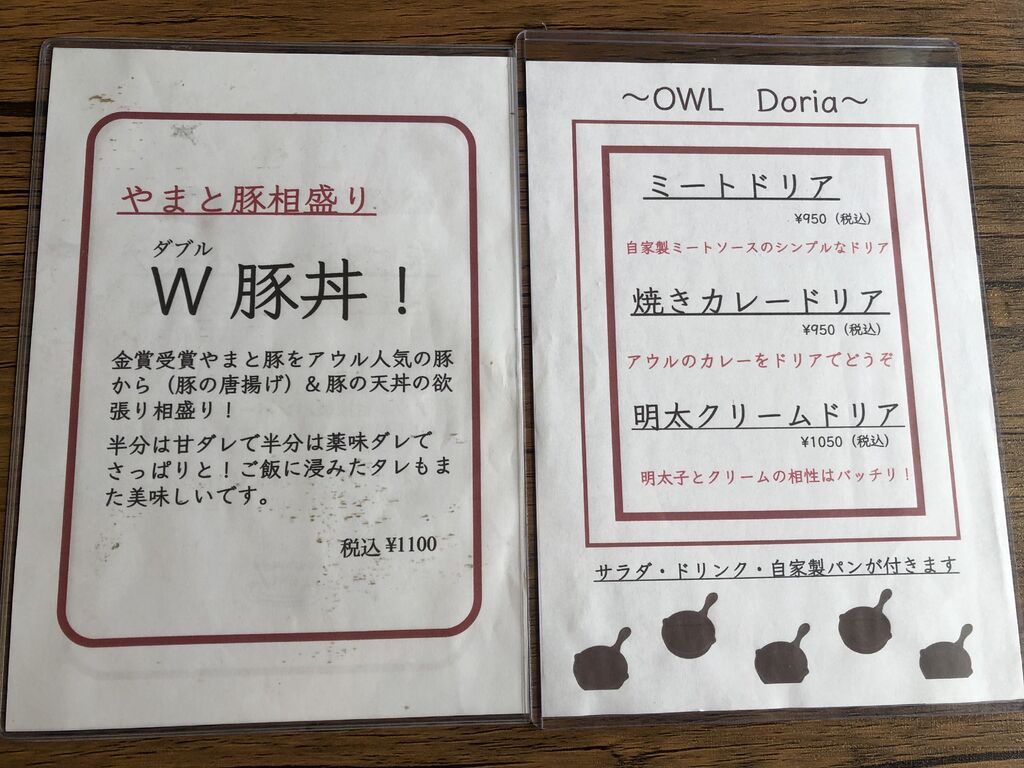 やまと豚相盛り
ダブル
W 豚丼！
金賞受賞やまと豚をアウル人気の豚
から（豚の唐揚げ）＆豚の天丼の欲
張り相盛り！
半分は甘ダレで半分は薬味ダレで
さっぱりと！ご飯に浸みたタレもま
た美味しいです。
税込 ¥1100
～OWL Doria～
ミートドリア
¥950（税込）
自家製ミートソースのシンプルなドリア
焼きカレードリア
¥950（税込）
アウルのカレーをドリアでどうぞ
明太クリームドリア
¥1050（税込）
明太子とクリームの相性はバッチリ！
サラダ・ドリンク・自家製パンが付きます